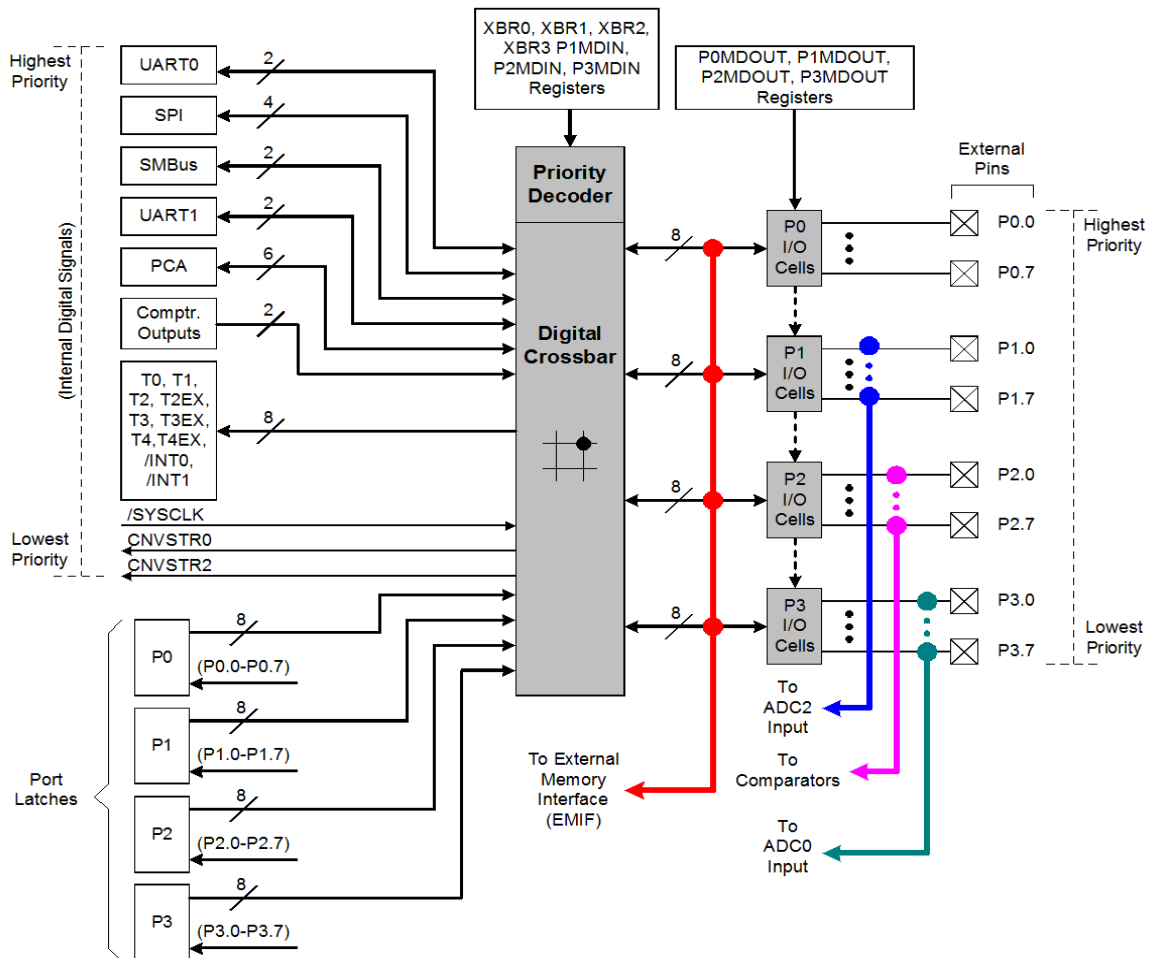 XBR0, XBR1, XBR2,
XBR3 P1MDIN,
P2MDIN, P3MDIN
Registers
P0MDOUT, P1MDOUT,
P2MDOUT, P3MDOUT
Registers
Highest
Priority
UART0
2
SPI
4
SMBus
2
UART1
2
PCA
6
Comptr.
Outputs
2
T0, T1,
T2, T2EX,
T3, T3EX,
T4,T4EX,
/INT0,
/INT1
8
/SYSCLK
CNVSTR0
CNVSTR2
Lowest
Priority
(Internal Digital Signals)
Priority
Decoder
Digital
Crossbar
8
8
8
8
P0
I/O
Cells
P1
I/O
Cells
P2
I/O
Cells
P3
I/O
Cells
External
Pins
P0.0
P0.7
P1.0
P1.7
P2.0
P2.7
P3.0
P3.7
Highest
Priority
Lowest
Priority
Port
Latches
P0
8
(P0.0-P0.7)
P1
8
(P1.0-P1.7)
P2
8
(P2.0-P2.7)
P3
8
(P3.0-P3.7)
To External
Memory
Interface
(EMIF)
To
ADC2
Input
To
Comparators
To
ADC0
Input